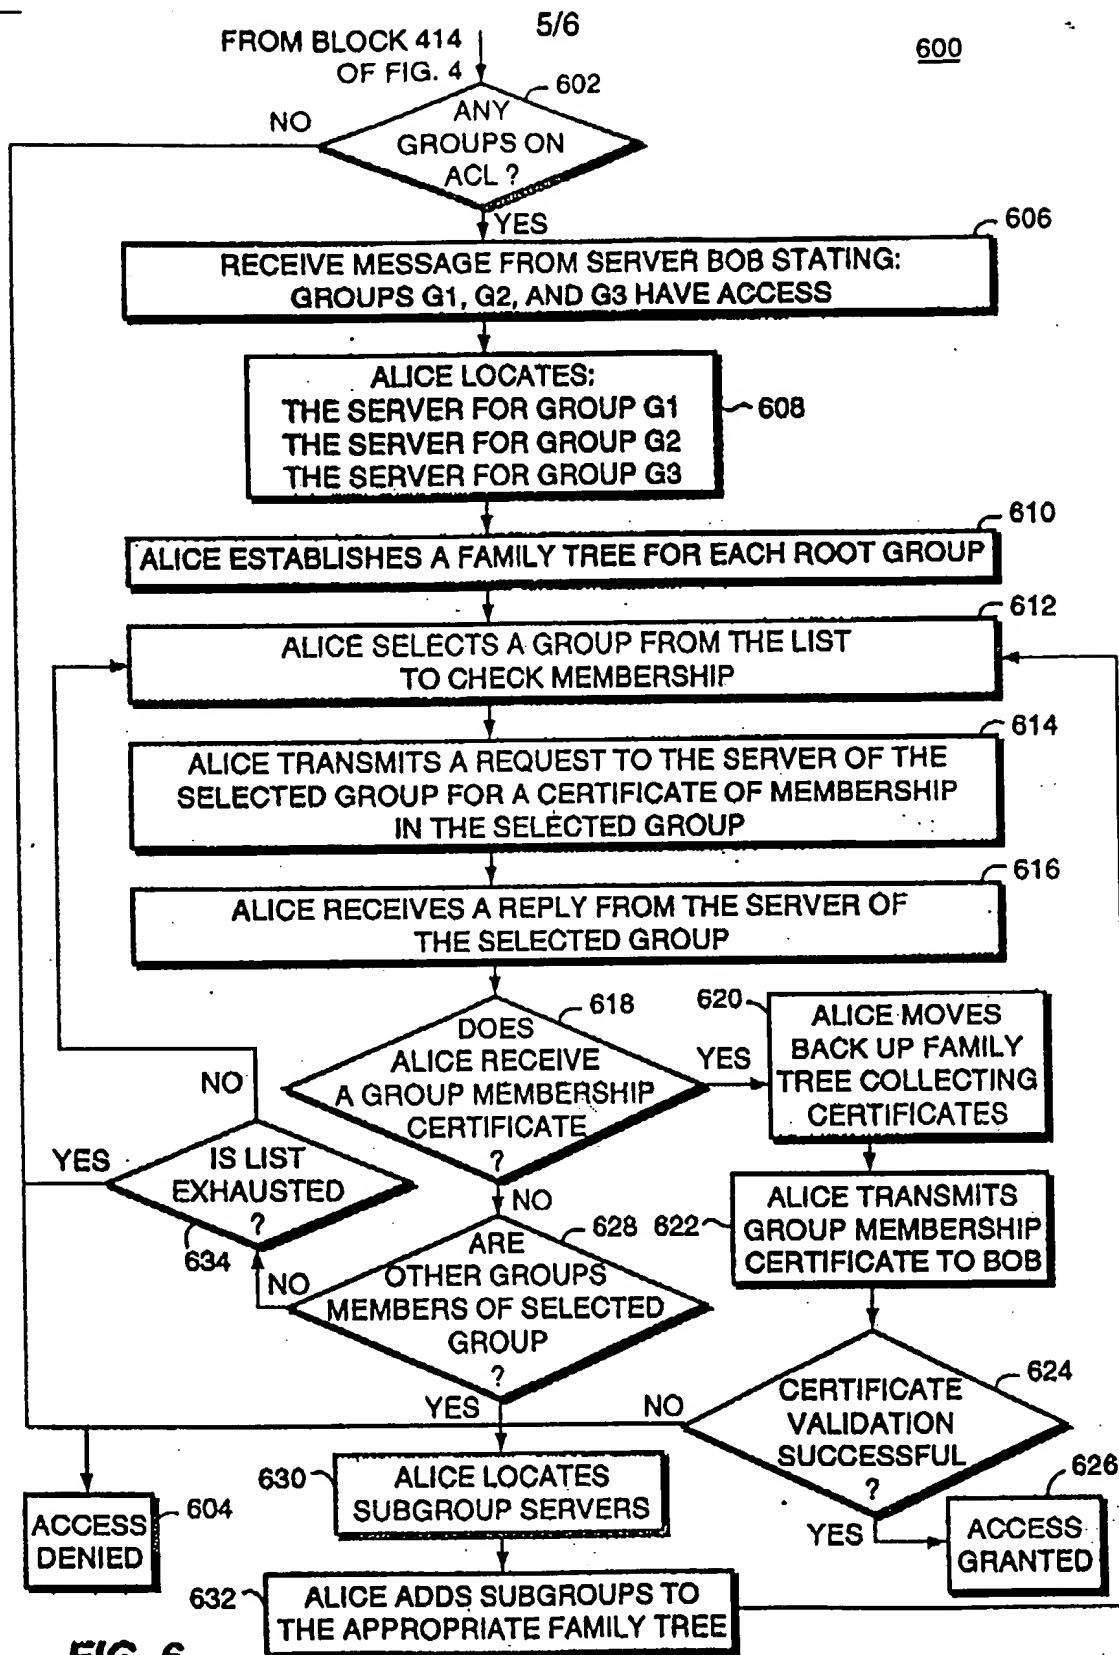 5/6
FROM BLOCK 414
OF FIG. 4
600
602
ANY
GROUPS ON
ACL ?
NO
YES
606
RECEIVE MESSAGE FROM SERVER BOB STATING:
GROUPS G1, G2, AND G3 HAVE ACCESS
ALICE LOCATES:
THE SERVER FOR GROUP G1
THE SERVER FOR GROUP G2
THE SERVER FOR GROUP G3
608
610
ALICE ESTABLISHES A FAMILY TREE FOR EACH ROOT GROUP
612
ALICE SELECTS A GROUP FROM THE LIST
TO CHECK MEMBERSHIP
614
ALICE TRANSMITS A REQUEST TO THE SERVER OF THE
SELECTED GROUP FOR A CERTIFICATE OF MEMBERSHIP
IN THE SELECTED GROUP
616
ALICE RECEIVES A REPLY FROM THE SERVER OF
THE SELECTED GROUP
618
DOES
ALICE RECEIVE
A GROUP MEMBERSHIP
CERTIFICATE
?
YES
NO
620
ALICE MOVES
BACK UP FAMILY
TREE COLLECTING
CERTIFICATES
NO
YES
IS LIST
EXHAUSTED
?
634
622
ALICE TRANSMITS
GROUP MEMBERSHIP
CERTIFICATE TO BOB
628
ARE
OTHER GROUPS
MEMBERS OF SELECTED
GROUP
?
NO
YES
624
CERTIFICATE
VALIDATION
SUCCESSFUL
?
NO
YES
626
ACCESS
GRANTED
604
ACCESS
DENIED
630
ALICE LOCATES
SUBGROUP SERVERS
632
ALICE ADDS SUBGROUPS TO
THE APPROPRIATE FAMILY TREE
FIG. 6